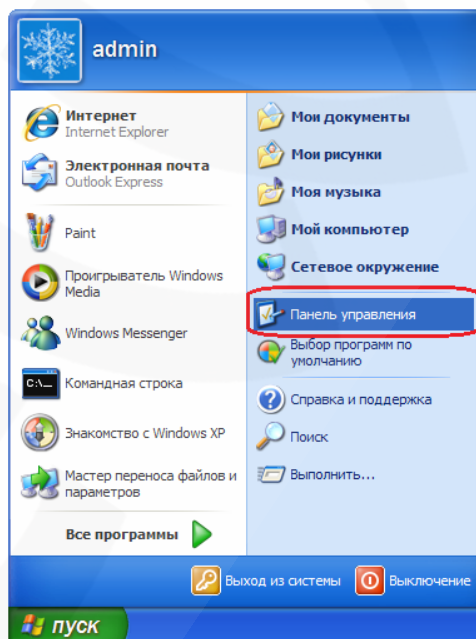 admin
Интернет
Internet Explorer
Электронная почта
Outlook Express
Paint
Проигрыватель Windows
Media
Windows Messenger
C:\_
Командная строка
Знакомство с Windows XP
Мастер переноса файлов и
параметров
Все программы
Мои документы
Мои рисунки
Моя музыка
Мой компьютер
Сетевое окружение
Панель управления
Выбор программ по
умолчанию
Справка и поддержка
Поиск
Выполнить...
Выход из системы
Выключение
пуск